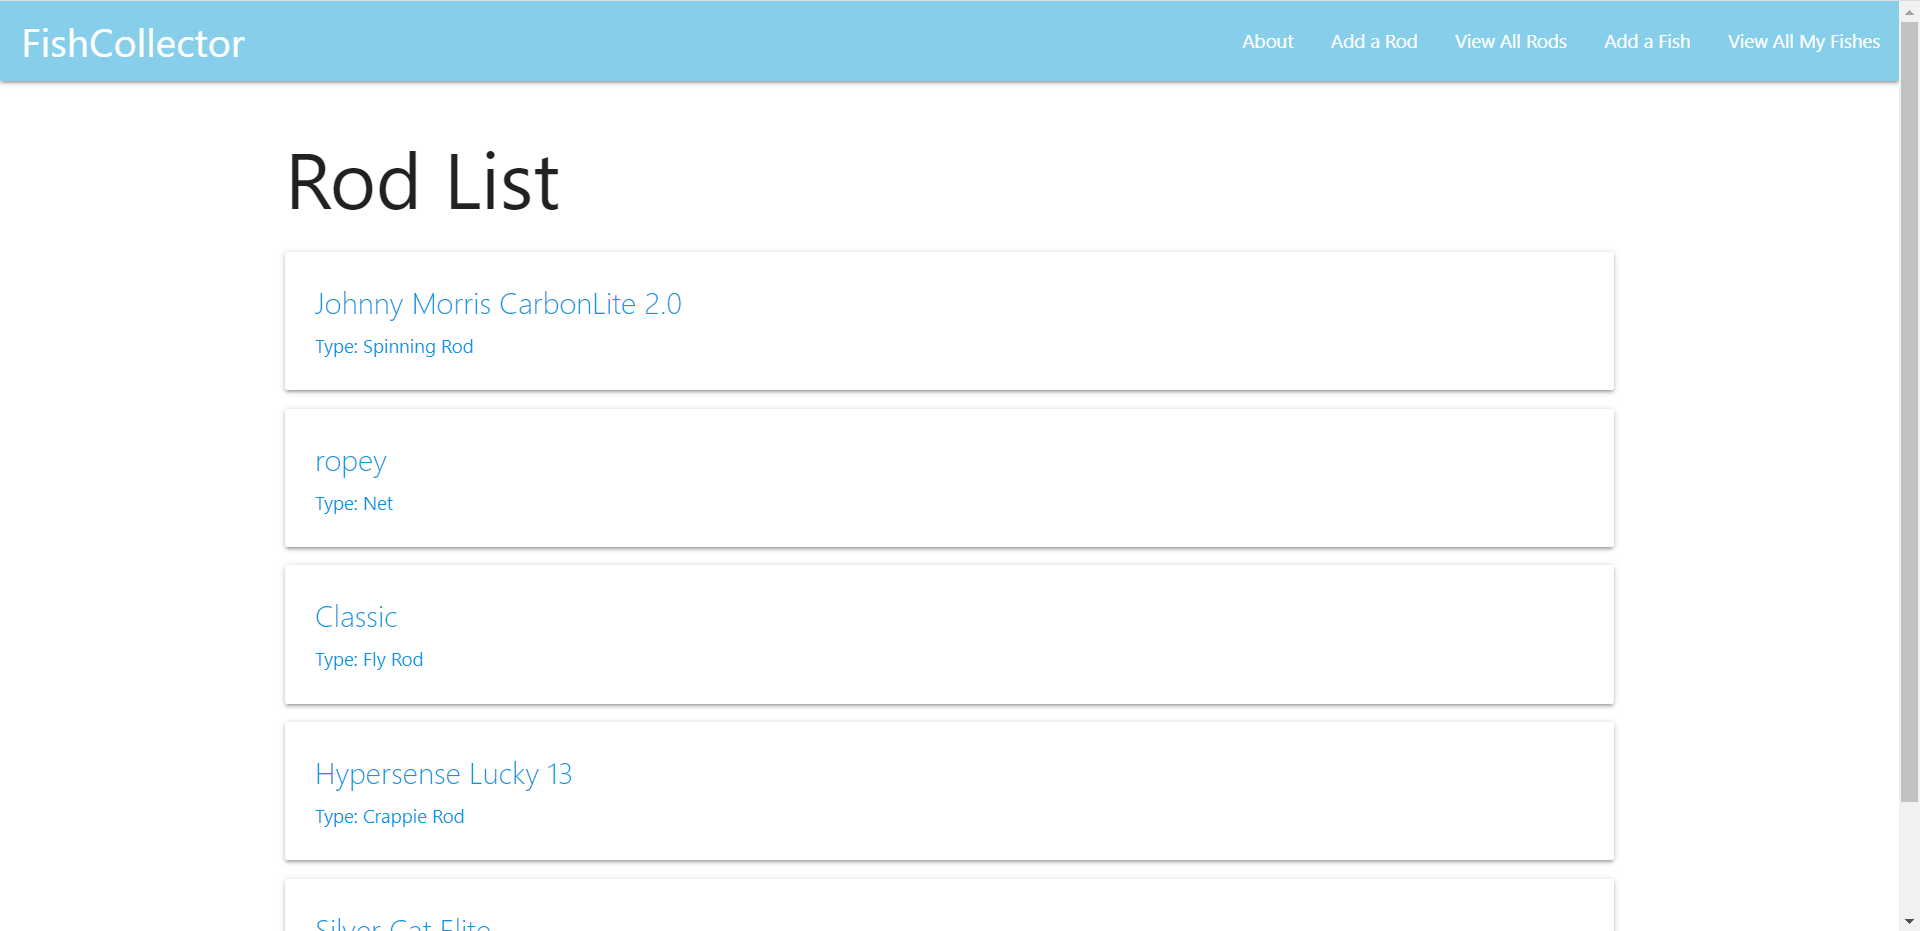 FishCollector
About
Add a Rod
View All Rods
Add a Fish
View All My Fishes
Rod List
Johnny Morris CarbonLite 2.0
Type: Spinning Rod
ropey
Type: Net
Classic
Type: Fly Rod
Hypersense Lucky 13
Type: Crappie Rod
Silver Cat Elite